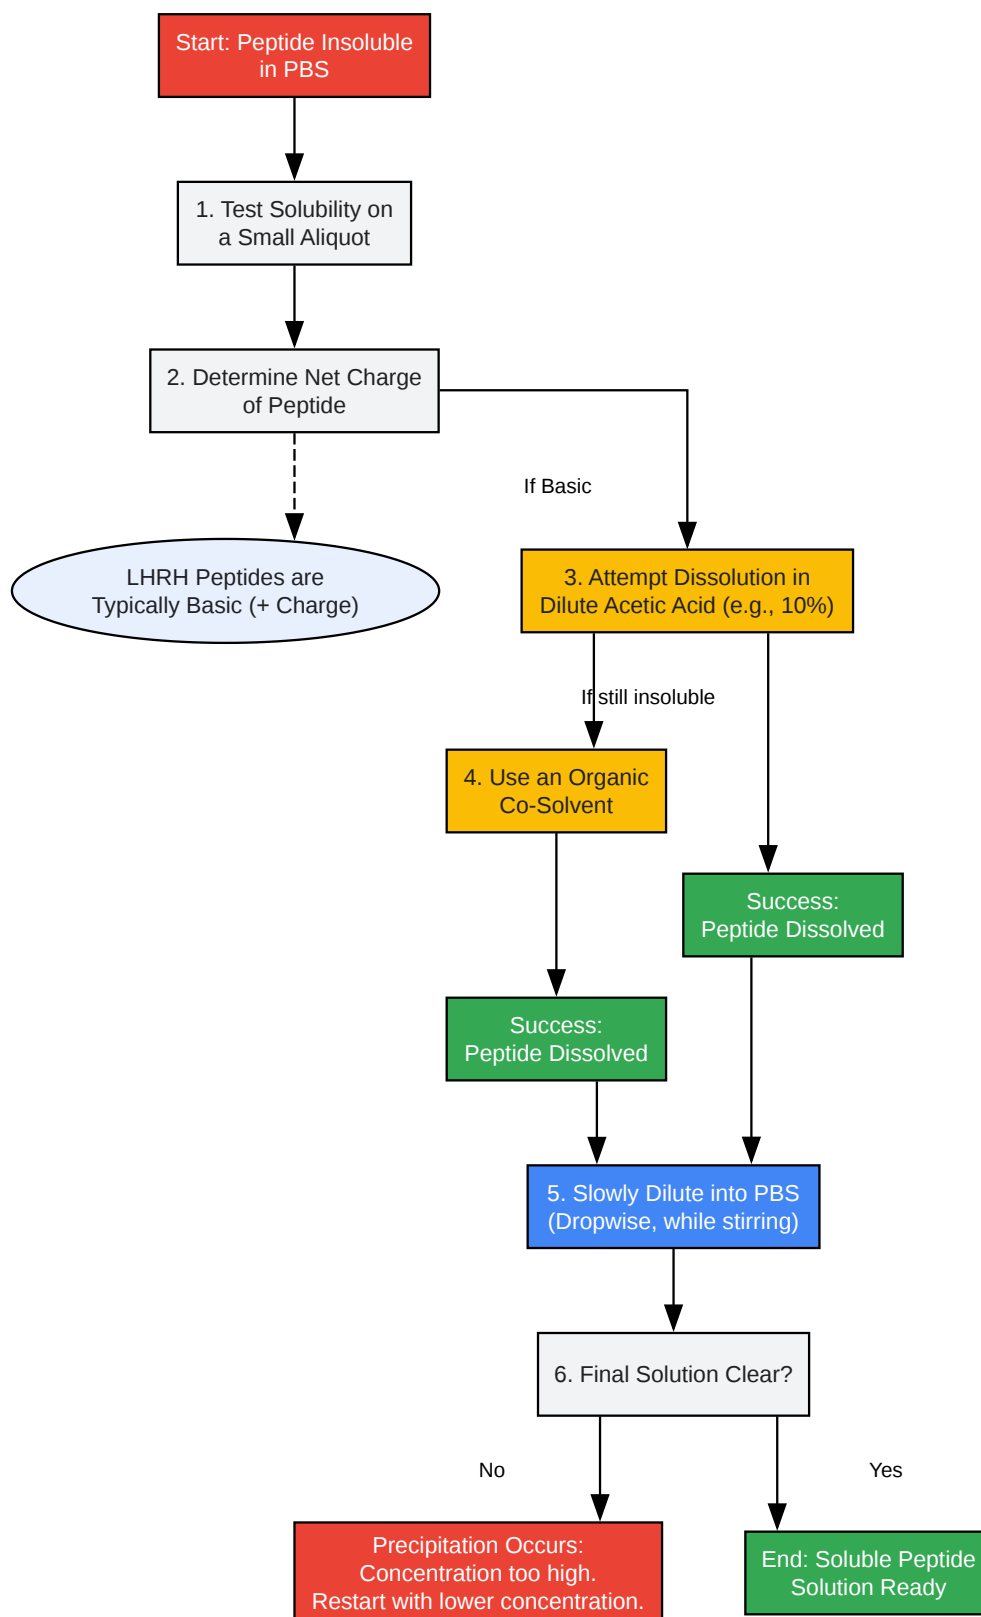 Start: Peptide Insoluble
in PBS
1. Test Solubility on
a Small Aliquot
2. Determine Net Charge
of Peptide
If Basic
LHRH Peptides are
Typically Basic (+ Charge)
3. Attempt Dissolution in
Dilute Acetic Acid (e.g., 10%)
If still insoluble
4. Use an Organic
Co-Solvent
Success:
Peptide Dissolved
Success:
Peptide Dissolved
5. Slowly Dilute into PBS
(Dropwise, while stirring)
6. Final Solution Clear?
No
Yes
Precipitation Occurs:
Concentration too high.
Restart with lower concentration.
End: Soluble Peptide
Solution Ready